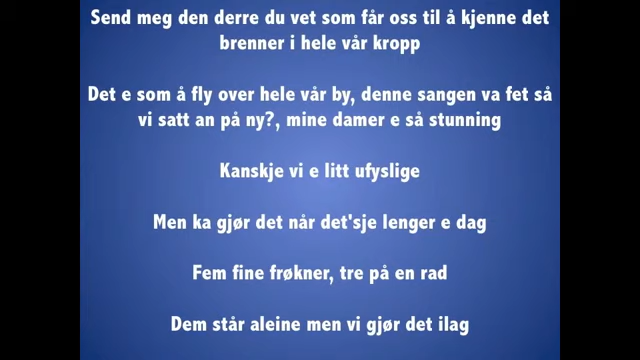 Send meg den derre du vet som får oss til å kjenne det
brenner i hele vår kropp
Det e som å fly over hele vår by, denne sangen va fet så
vi satt an på ny?, mine damer e så stunning
Kanskje vi e litt ufyslige
Men ka gjør det når det'sje lenger e dag
Fem fine frøkner, tre på en rad
Dem står aleine men vi gjør det ilag